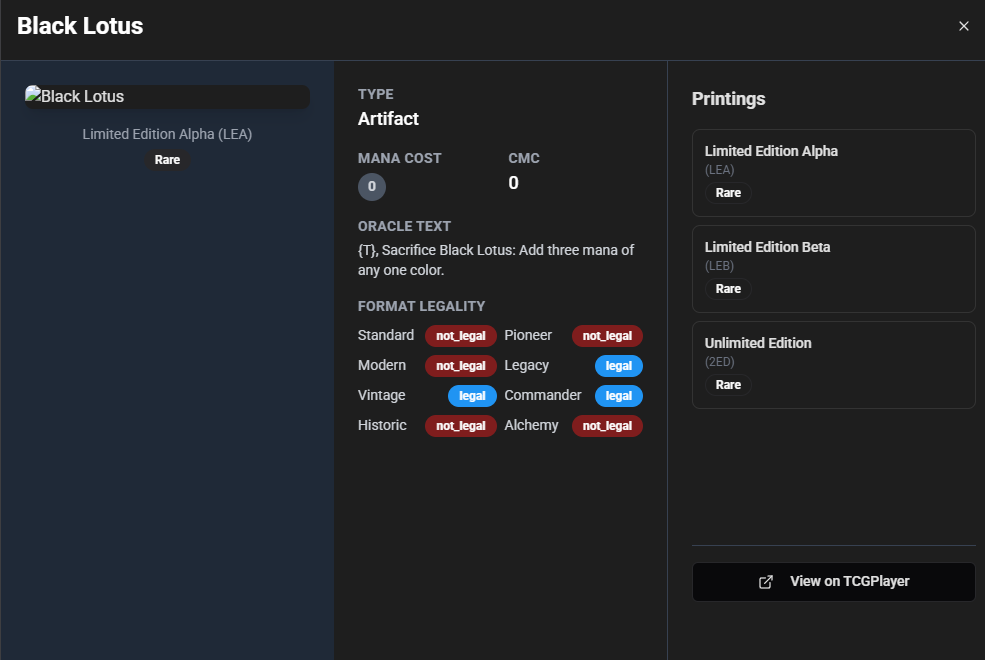 Black Lotus
Black Lotus
Limited Edition Alpha (LEA)
Rare
TYPE
Artifact
MANA COST
CMC
0
0
ORACLE TEXT
{T}, Sacrifice Black Lotus: Add three mana of
any one color.
FORMAT LEGALITY
Standard not_legal Pioneer not_legal
Modern not_legal Legacy legal
Vintage legal Commander legal
Historic not_legal Alchemy not_legal
Printings
Limited Edition Alpha
(LEA)
Rare
Limited Edition Beta
(LEB)
Rare
Unlimited Edition
(2ED)
Rare
View on TCGPlayer